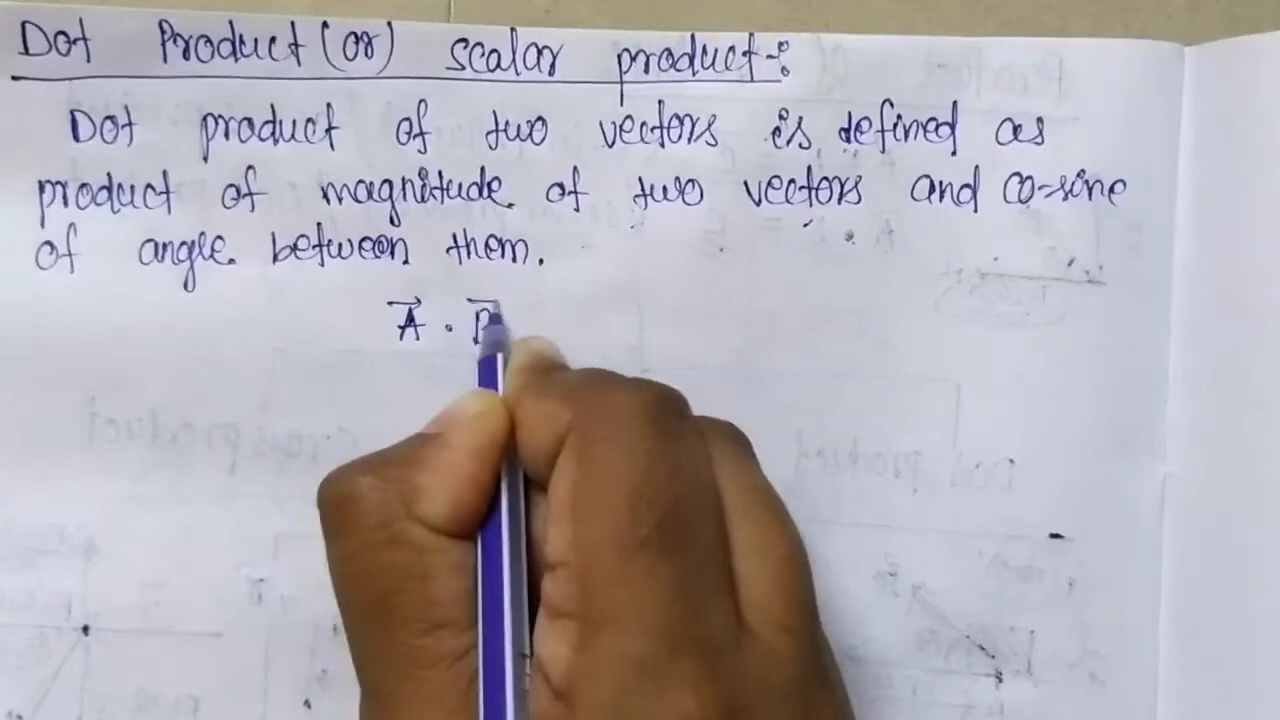 Dot Product (or) scalar product:
Dot product of two vectors is defined as
product of magnitude of two vectors and co-sine
of angle between them.
A⃗ · B⃗